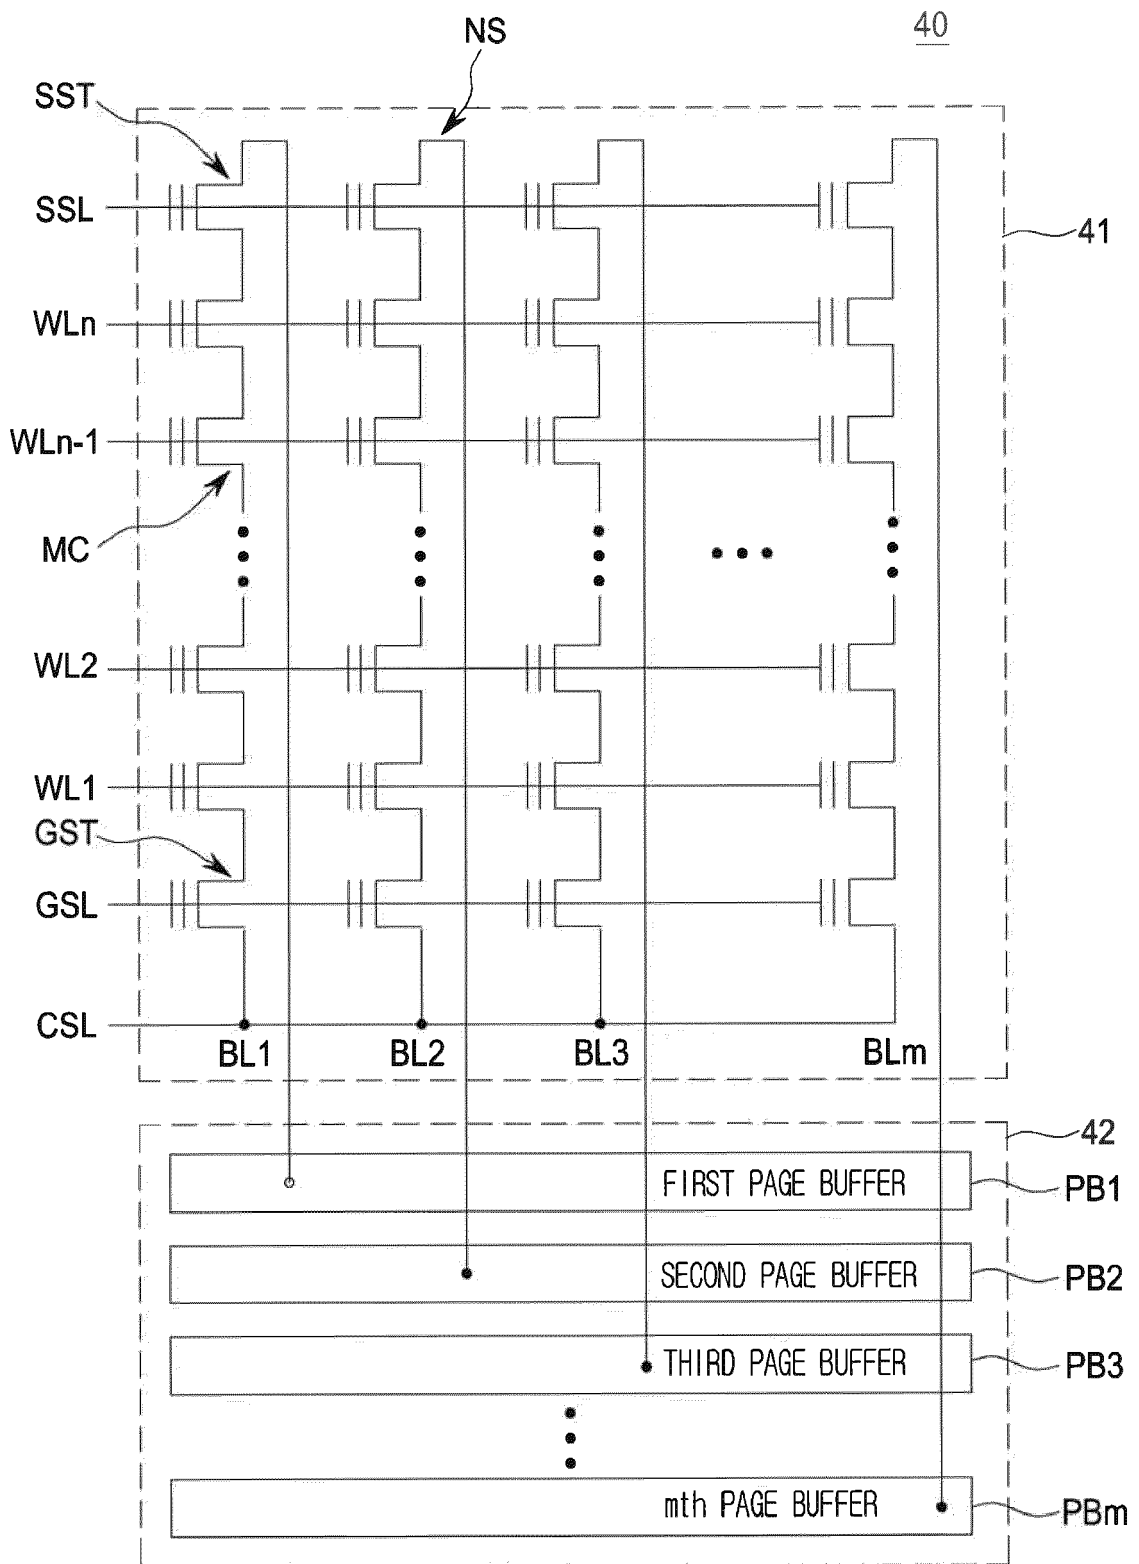 NS
40
SST
SSL
41
WLn
WLn-1
MC
WL2
WL1
GST
GSL
CSL
BL1 BL2 BL3 BLm
42
FIRST PAGE BUFFER PB1
SECOND PAGE BUFFER PB2
THIRD PAGE BUFFER PB3
mth PAGE BUFFER PBm